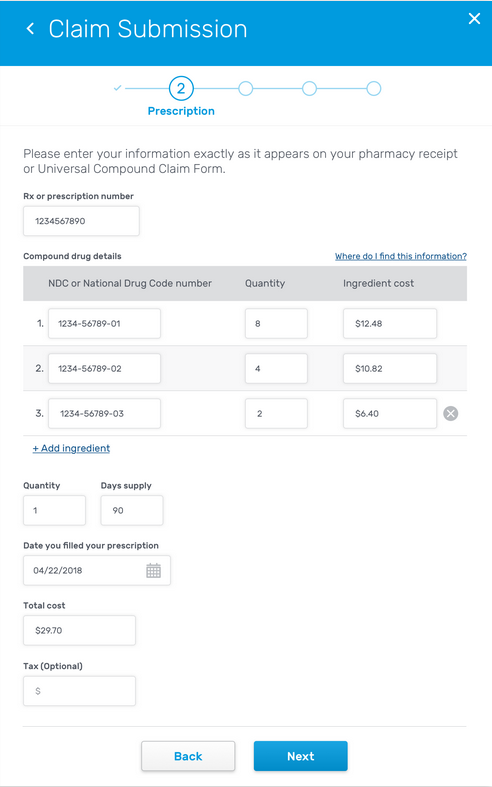 Claim Submission
2
Prescription
Please enter your information exactly as it appears on your pharmacy receipt
or Universal Compound Claim Form.
Rx or prescription number
1234567890
Compound drug details Where do I find this information?
NDC or National Drug Code number Quantity Ingredient cost
1. 1234-56789-01 8 $12.48
2. 1234-56789-02 4 $10.82
3. 1234-56789-03 2 $6.40
+ Add ingredient
Quantity Days supply
1 90
Date you filled your prescription
04/22/2018
Total cost
$29.70
Tax (Optional)
$
Back Next